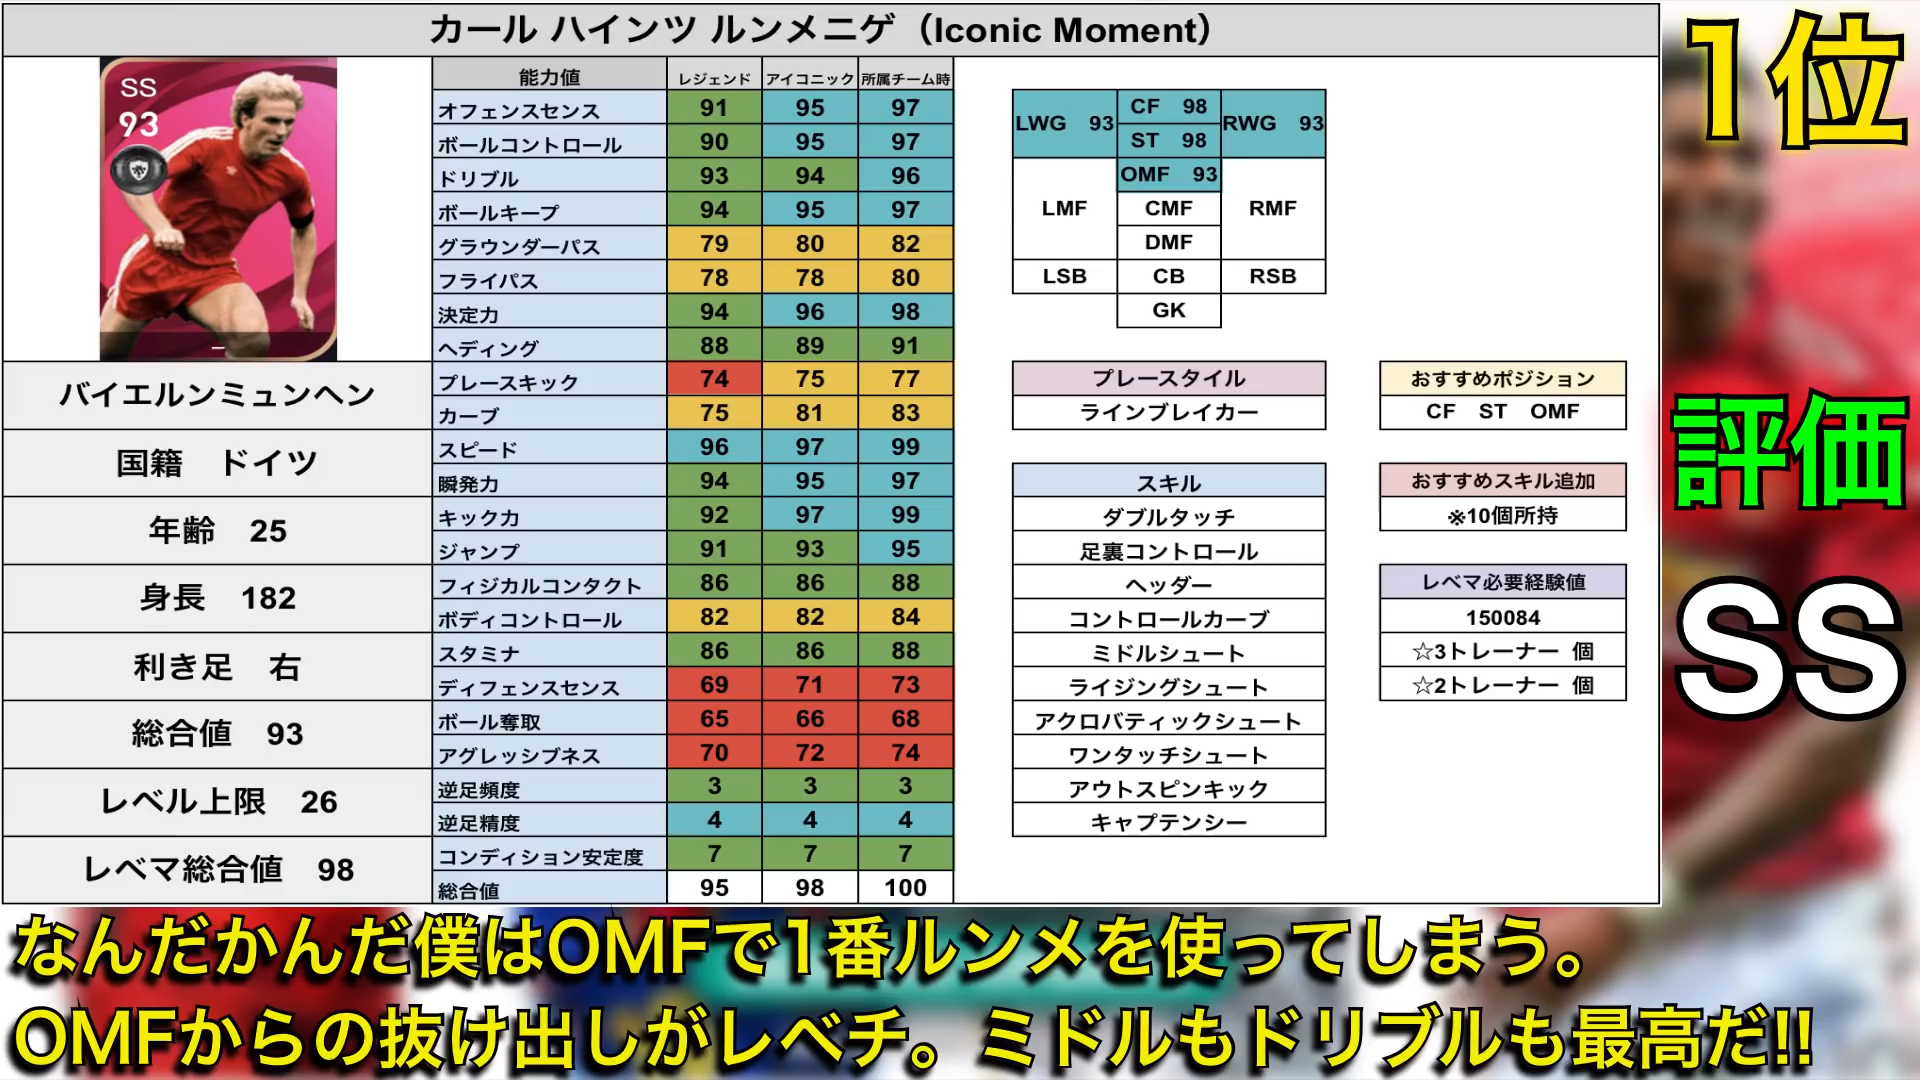 カール ハインツ ルンメニゲ（Iconic Moment）
1位
SS
93
バイエルンミュンヘン
国籍　ドイツ
年齢　25
身長　182
利き足　右
総合値　93
レベル上限　26
レベマ総合値　98
能力値 レジェンド アイコニック 所属チーム時
オフェンスセンス 91 95 97
ボールコントロール 90 95 97
ドリブル 93 94 96
ボールキープ 94 95 97
グラウンダーパス 79 80 82
フライパス 78 78 80
決定力 94 96 98
ヘディング 88 89 91
プレースキック 74 75 77
カーブ 75 81 83
スピード 96 97 99
瞬発力 94 95 97
キック力 92 97 99
ジャンプ 91 93 95
フィジカルコンタクト 86 86 88
ボディコントロール 82 82 84
スタミナ 86 86 88
ディフェンスセンス 69 71 73
ボール奪取 65 66 68
アグレッシブネス 70 72 74
逆足頻度 3 3 3
逆足精度 4 4 4
コンディション安定度 7 7 7
総合値 95 98 100
LWG 93 CF 98 RWG 93
ST 98
OMF 93
LMF CMF RMF
DMF
LSB CB RSB
GK
プレースタイル
ラインブレイカー
スキル
ダブルタッチ
足裏コントロール
ヘッダー
コントロールカーブ
ミドルシュート
ライジングシュート
アクロバティックシュート
ワンタッチシュート
アウトスピンキック
キャプテンシー
おすすめポジション
CF ST OMF
おすすめスキル追加
※10個所持
レベマ必要経験値
150084
☆3トレーナー 個
☆2トレーナー 個
評価
SS
なんだかんだ僕はOMFで1番ルンメを使ってしまう。
OMFからの抜け出しがレベチ。ミドルもドリブルも最高だ!!